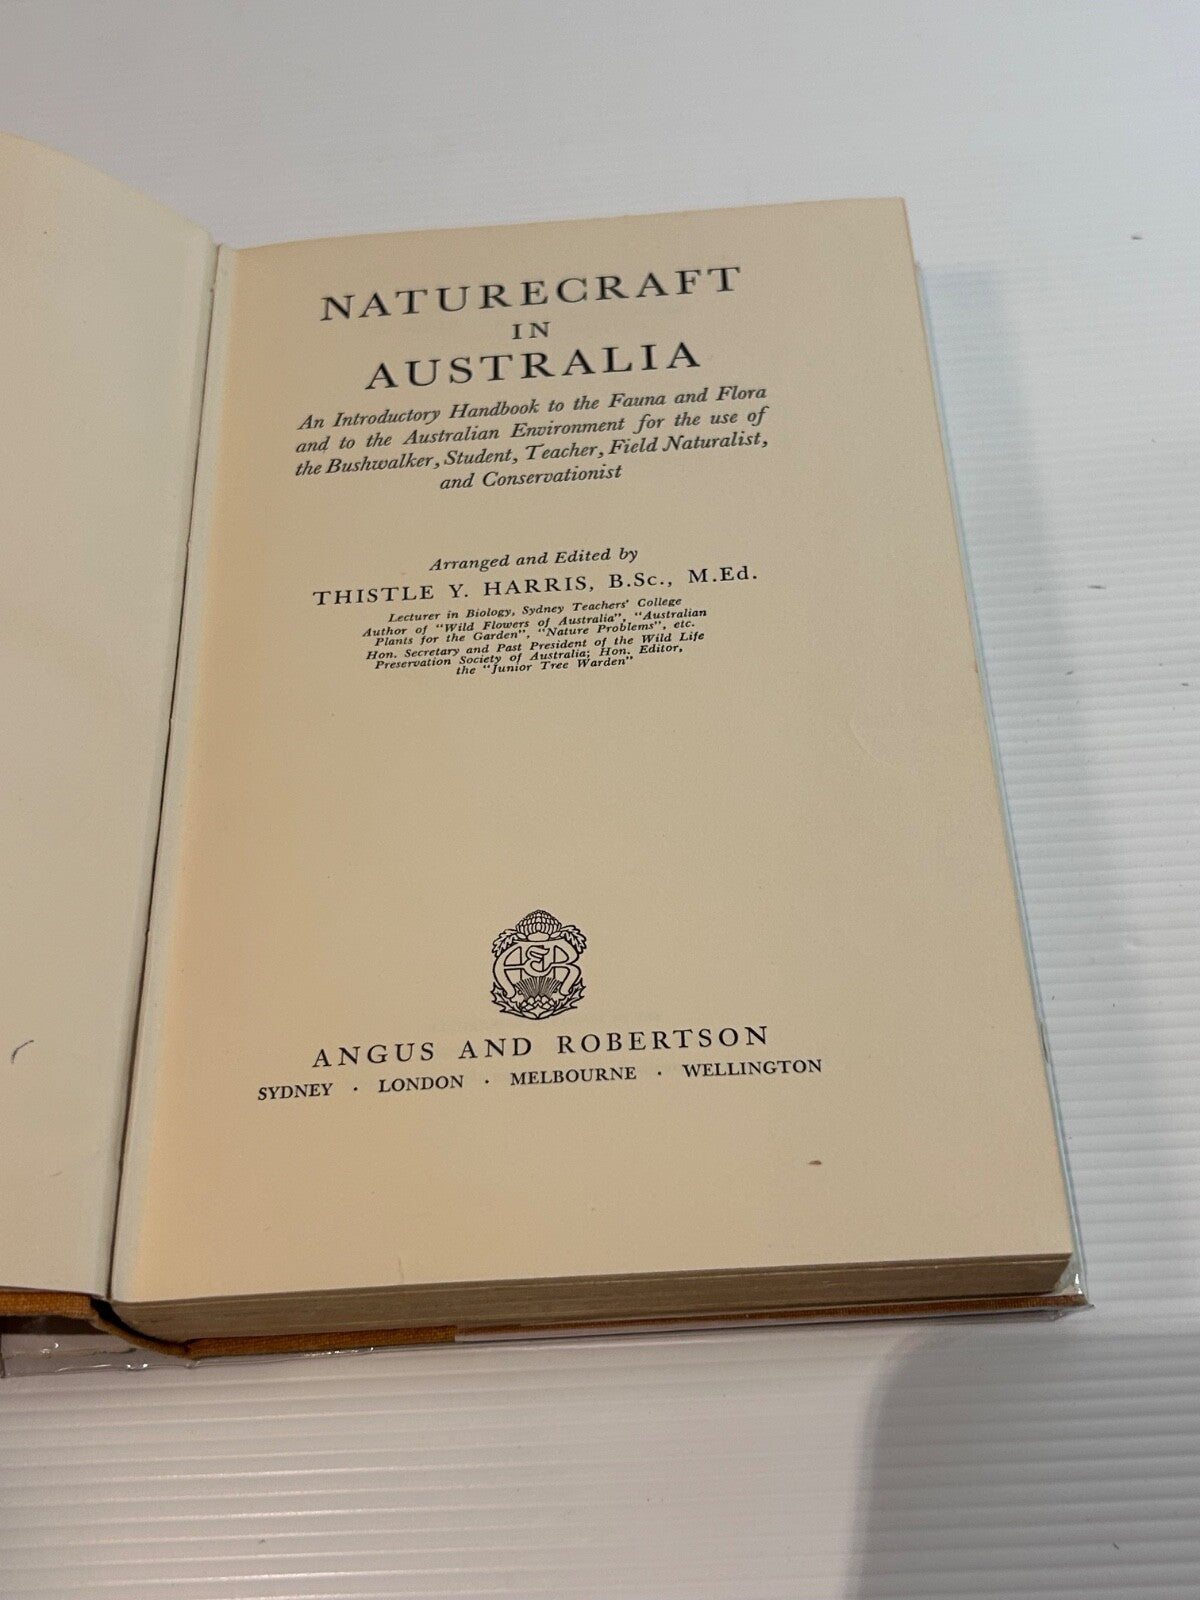 NATURECRAFT
IN
AUSTRALIA
An Introductory Handbook to the Fauna and Flora
and to the Australian Environment for the use of
the Bushwalker, Student, Teacher, Field Naturalist,
and Conservationist
Arranged and Edited by
THISTLE Y. HARRIS, B.Sc., M.Ed.
Lecturer in Biology, Sydney Teachers' College
Author of "Wild Flowers of Australia", "Australian
Plants for the Garden", "Nature Problems", etc.
Hon. Secretary and Past President of the Wild Life
Preservation Society of Australia; Hon. Editor,
the "Junior Tree Warden"
A & R
ANGUS AND ROBERTSON
SYDNEY · LONDON · MELBOURNE · WELLINGTON